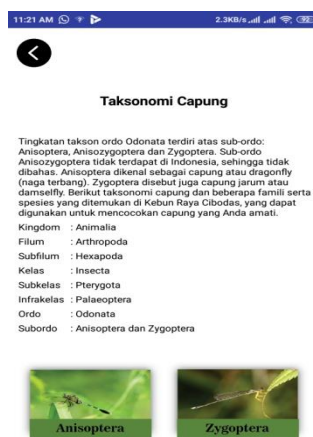 11:21 AM 2.3KB/s 92
Taksonomi Capung
Tingkatan takson ordo Odonata terdiri atas sub-ordo:
Anisoptera, Anisozygoptera dan Zygoptera. Sub-ordo
Anisozygoptera tidak terdapat di Indonesia, sehingga tidak
dibahas. Anisoptera dikenal sebagai capung atau dragonfly
(naga terbang). Zygoptera disebut juga capung jarum atau
damselfly. Berikut taksonomi capung dan beberapa famili serta
spesies yang ditemukan di Kebun Raya Cibodas, yang dapat
digunakan untuk mencocokan capung yang Anda amati.
Kingdom : Animalia
Filum : Arthropoda
Subfilum : Hexapoda
Kelas : Insecta
Subkelas : Pterygota
Infrakelas : Palaeoptera
Ordo : Odonata
Subordo : Anisoptera dan Zygoptera
Anisoptera Zygoptera